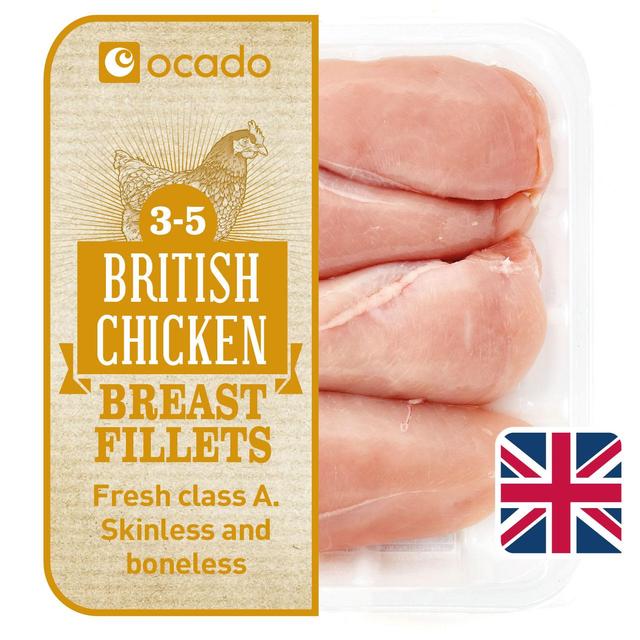 ocado
3-5
BRITISH
CHICKEN
BREAST
FILLETS
Fresh class A.
Skinless and
boneless